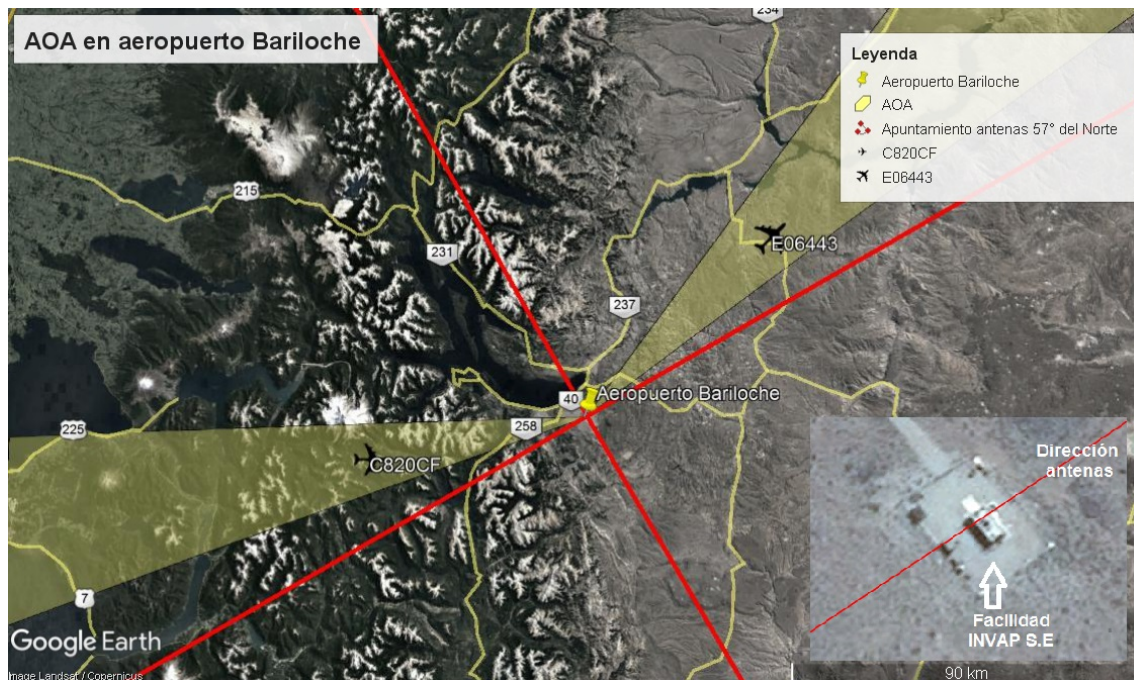 AOA en aeropuerto Bariloche
234
Leyenda
Aeropuerto Bariloche
AOA
Apuntamiento antenas 57° del Norte
C820CF
E06443
215
231
E06443
237
40
Aeropuerto Bariloche
258
225
C820CF
Dirección
antenas
7
Facilidad
INVAP S.E
Google Earth
Image Landsat / Copernicus
90 km